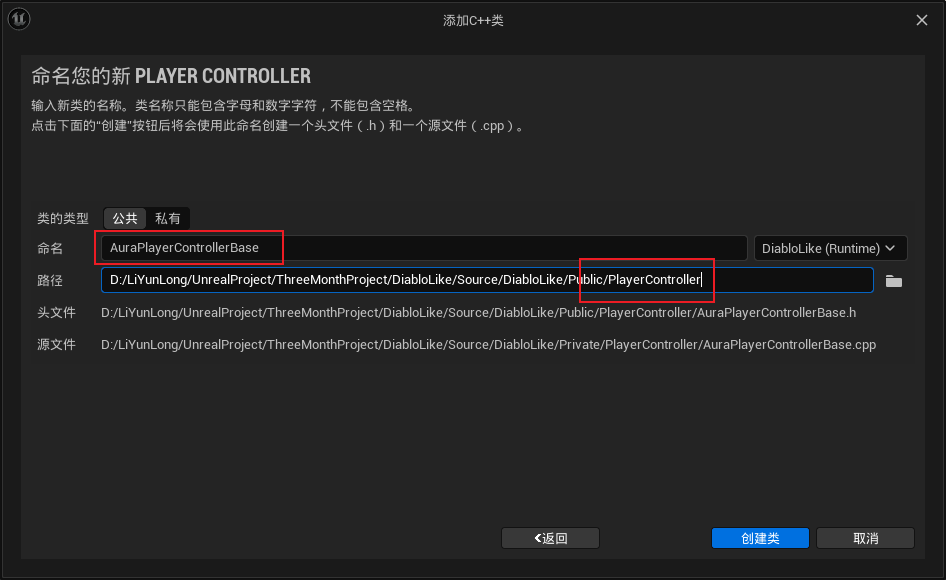 添加C++类
命名您的新 PLAYER CONTROLLER
输入新类的名称。类名称只能包含字母和数字字符，不能包含空格。
点击下面的“创建”按钮后将会使用此命名创建一个头文件（.h）和一个源文件（.cpp）。
类的类型 公共 私有
命名 AuraPlayerControllerBase DiabloLike (Runtime)
路径 D:/LiYunLong/UnrealProject/ThreeMonthProject/DiabloLike/Source/DiabloLike/Public/PlayerController
头文件 D:/LiYunLong/UnrealProject/ThreeMonthProject/DiabloLike/Source/DiabloLike/Public/PlayerController/AuraPlayerControllerBase.h
源文件 D:/LiYunLong/UnrealProject/ThreeMonthProject/DiabloLike/Source/DiabloLike/Private/PlayerController/AuraPlayerControllerBase.cpp
返回 创建类 取消